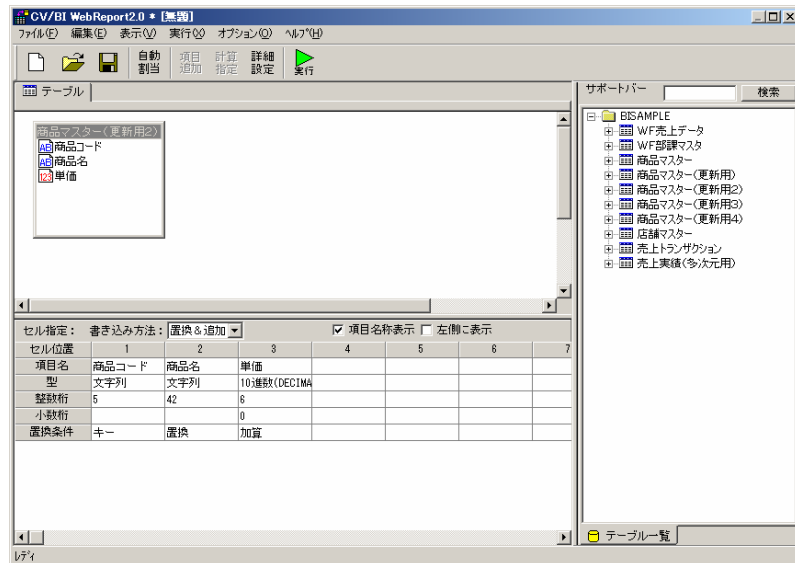 CV/BI WebReport2.0 * [無題]
ファイル(F) 編集(E) 表示(V) 実行(X) オプション(O) ヘルプ(H)
自動割当 項目追加 計算指定 詳細設定 実行
テーブル
商品マスター(更新用2)
AB 商品コード
AB 商品名
123 単価
セル指定: 書き込み方法: 置換&追加 項目名称表示 左側に表示
セル位置 1 2 3 4 5 6 7
項目名 商品コード 商品名 単価
型 文字列 文字列 10進数(DECIMA
整数桁 5 42 6
小数桁 0
置換条件 キー 置換 加算
サポートバー 検索
BISAMPLE
WF売上データ
WF部課マスタ
商品マスター
商品マスター(更新用)
商品マスター(更新用2)
商品マスター(更新用3)
商品マスター(更新用4)
店舗マスター
売上トランザクション
売上実績(多次元用)
テーブル一覧
レディ